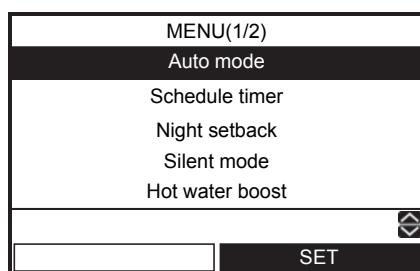 MENU(1/2)
Auto mode
Schedule timer
Night setback
Silent mode
Hot water boost
SET